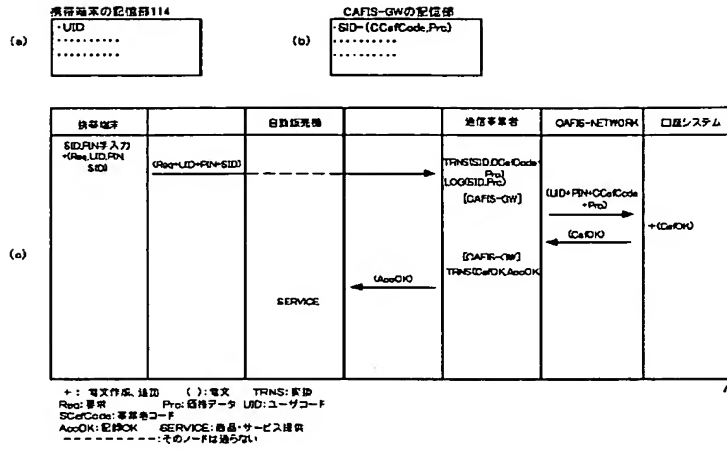 携帯端末の記憶部114
・UID
・・・・・・・・・
・・・・・・・・・
(a)
CAFIS-GWの記憶部
・SID-(CCafCode,Pro)
・・・・・・・・・
・・・・・・・・・
(b)
(c)
携帯端末
自動販売機
通信事業者
CAFIS-NETWORK
口座システム
SID,PIN手入力
+(Req,UID,PIN,
SID)
(Req+UID+PIN+SID)
TRNS(SID,CCafCode+
Pro)
LOG(SID,Pro)
[CAFIS-GW]
(UID+PIN+CCafCode
+Pro)
+(CafOK)
(CafOK)
[CAFIS-GW]
TRNS(CafOK,AccOK)
(AccOK)
SERVICE
+: 電文作成、追加 ( ):電文 TRNS:変換
Req:要求 Pro:価格データ UID:ユーザコード
SCafCode:事業者コード
AccOK:記録OK SERVICE:商品・サービス提供
-----------:そのノードは通らない